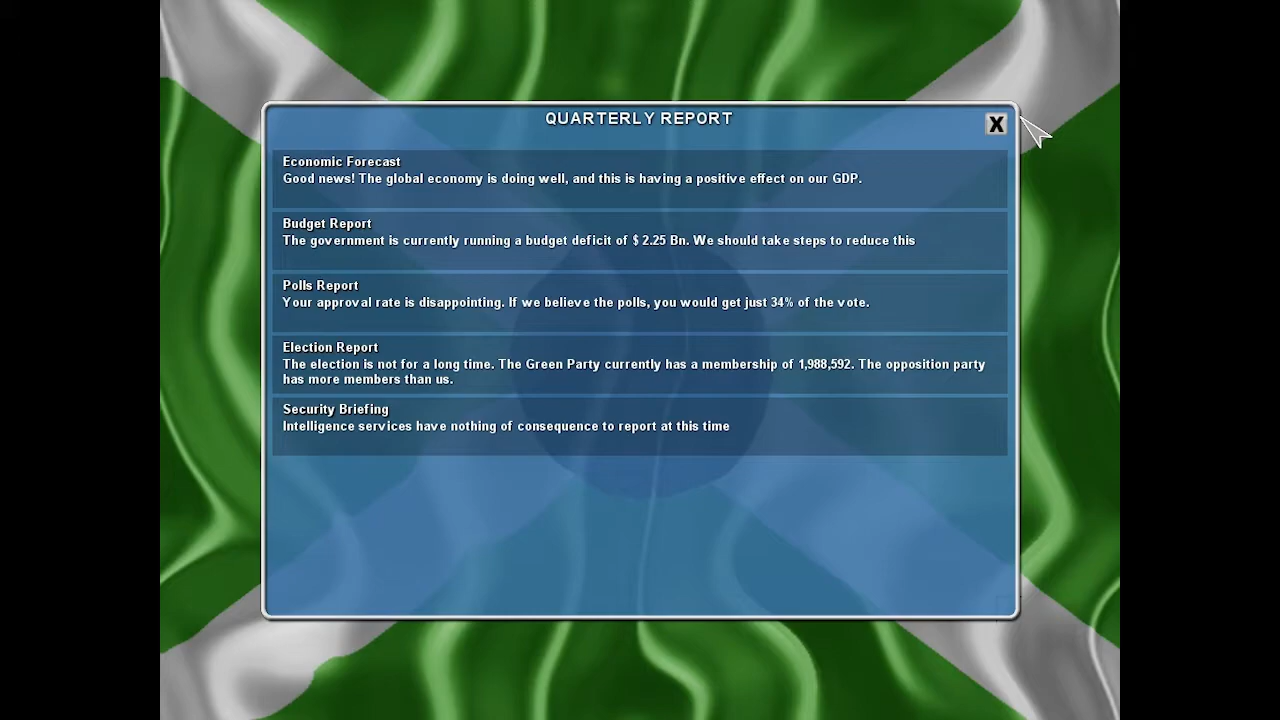 QUARTERLY REPORT
X
Economic Forecast
Good news! The global economy is doing well, and this is having a positive effect on our GDP.
Budget Report
The government is currently running a budget deficit of $ 2.25 Bn. We should take steps to reduce this
Polls Report
Your approval rate is disappointing. If we believe the polls, you would get just 34% of the vote.
Election Report
The election is not for a long time. The Green Party currently has a membership of 1,988,592. The opposition party
has more members than us.
Security Briefing
Intelligence services have nothing of consequence to report at this time